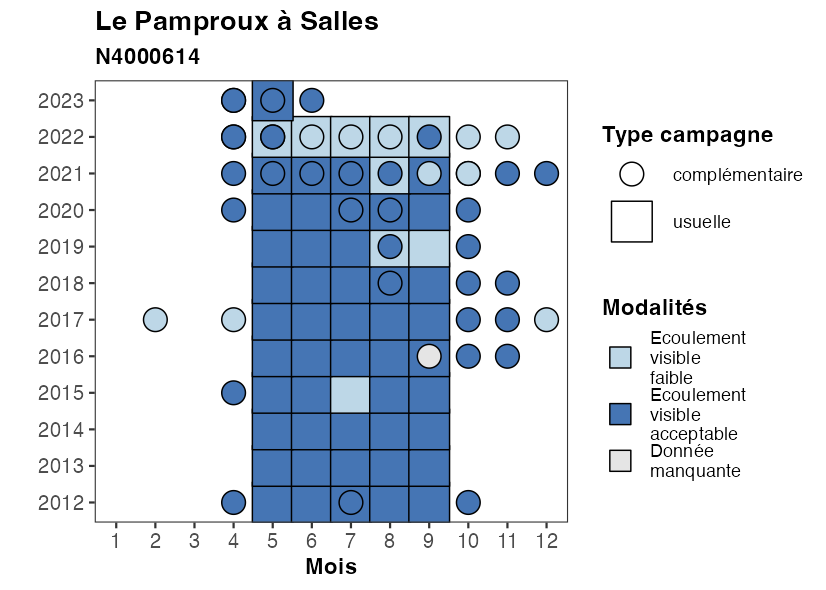 Le Pamproux à Salles
N4000614
2023
2022
2021
2020
2019
2018
2017
2016
2015
2014
2013
2012
1 2 3 4 5 6 7 8 9 10 11 12
Mois
Type campagne
complémentaire
usuelle
Modalités
Ecoulement
visible
faible
Ecoulement
visible
acceptable
Donnée
manquante